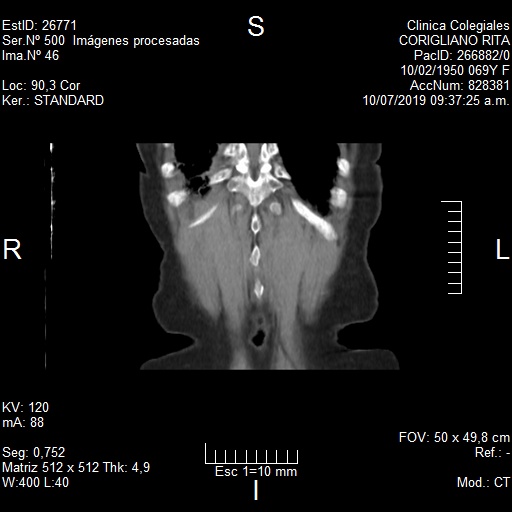 EstID: 26771
Ser.Nº 500 Imágenes procesadas
Ima.Nº 46
Loc: 90,3 Cor
Ker.: STANDARD
S
Clinica Colegiales
CORIGLIANO RITA
PacID: 266882/0
10/02/1950 069Y F
AccNum: 828381
10/07/2019 09:37:25 a.m.
R
L
KV: 120
mA: 88
Seg: 0,752
Matriz 512 x 512 Thk: 4,9
W:400 L:40
Esc 1=10 mm
I
FOV: 50 x 49,8 cm
Ref.: -
Mod.: CT